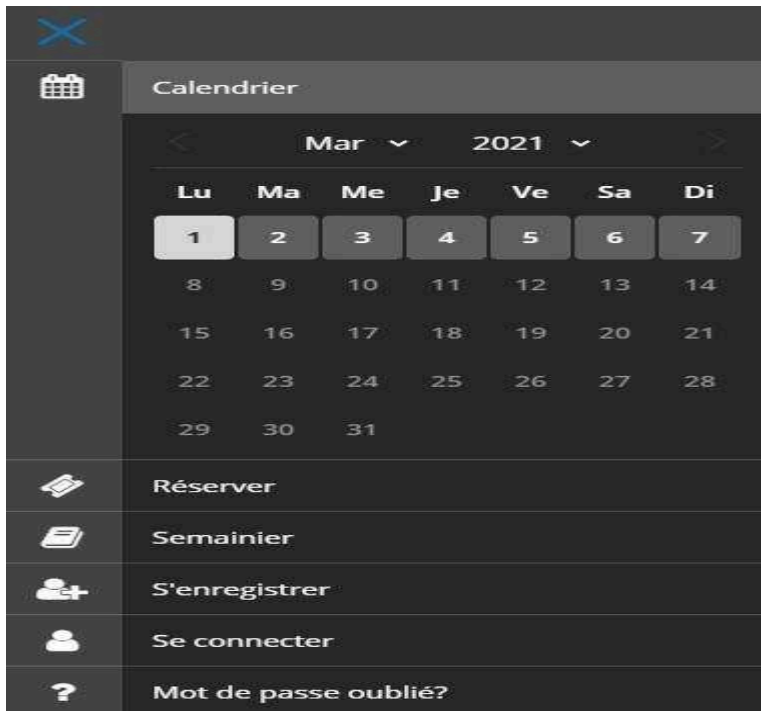 Calendrier
Mar 2021
Lu Ma Me Je Ve Sa Di
1 2 3 4 5 6 7
8 9 10 11 12 13 14
15 16 17 18 19 20 21
22 23 24 25 26 27 28
29 30 31
Réserver
Semainier
S'enregistrer
Se connecter
Mot de passe oublié?